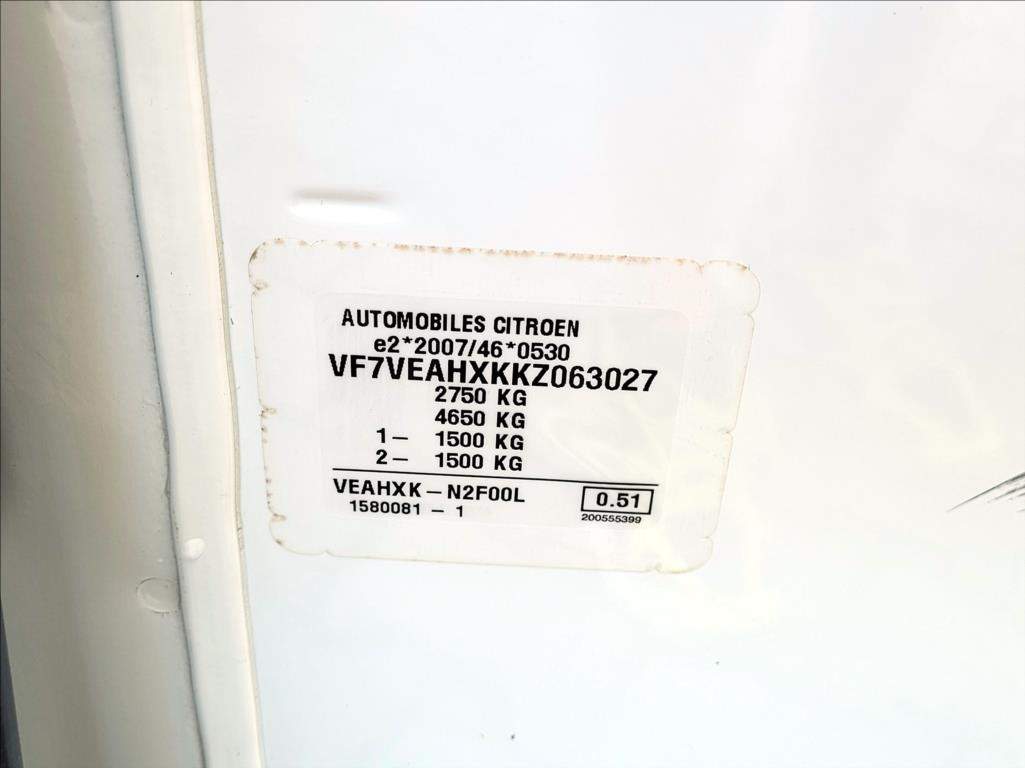 AUTOMOBILES CITROEN
e2*2007/46*0530
VF7VEAHXKKZ063027
2750 KG
4650 KG
1- 1500 KG
2- 1500 KG
VEAHXK-N2F00L
0.51
1580081 - 1
200555399